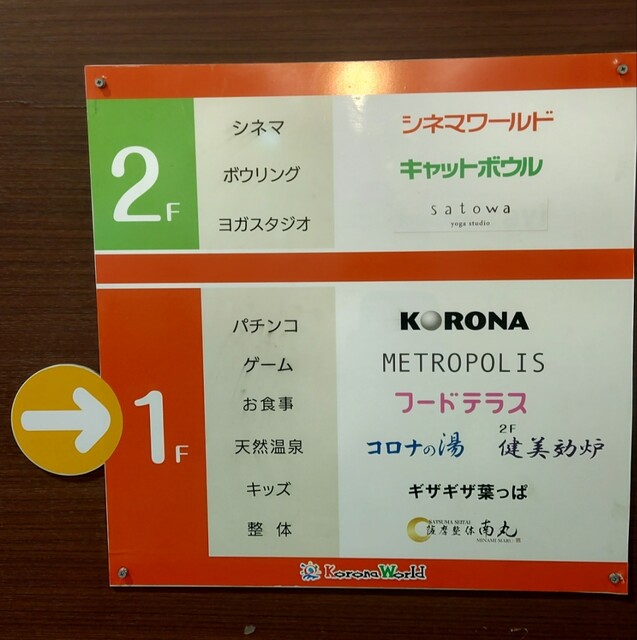 2F
シネマ シネマワールド
ボウリング キャットボウル
ヨガスタジオ satowa
yoga studio
1F
パチンコ KORONA
ゲーム METROPOLIS
お食事 フードテラス
2F
天然温泉 コロナの湯 健美効炉
キッズ ギザギザ葉っぱ
整体 薩摩整体 南丸
Korona World